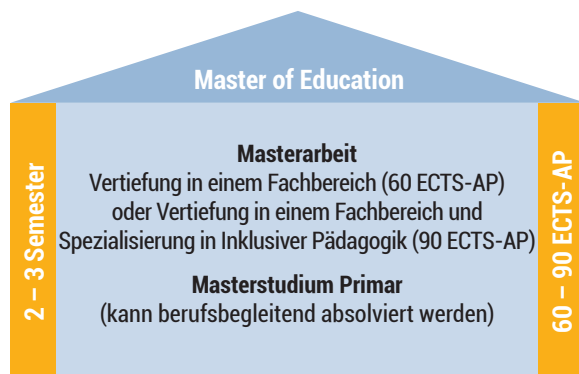 Master of Education
2 – 3 Semester
Masterarbeit
Vertiefung in einem Fachbereich (60 ECTS-AP)
oder Vertiefung in einem Fachbereich und
Spezialisierung in Inklusiver Pädagogik (90 ECTS-AP)
Masterstudium Primar
(kann berufsbegleitend absolviert werden)
60 – 90 ECTS-AP